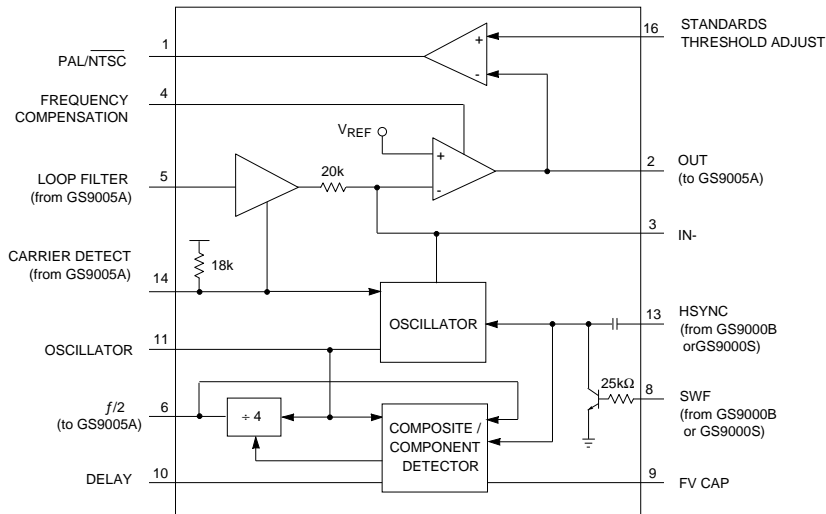 1
PAL/NTSC
4
FREQUENCY
COMPENSATION
5
LOOP FILTER
(from GS9005A)
CARRIER DETECT
(from GS9005A)
14
11
OSCILLATOR
ƒ/2
6
(to GS9005A)
DELAY
10
+
-
VREF
+
-
20k
18k
OSCILLATOR
÷ 4
COMPOSITE /
COMPONENT
DETECTOR
25kΩ
16
STANDARDS
THRESHOLD ADJUST
2
OUT
(to GS9005A)
3
IN-
13
HSYNC
(from GS9000B
orGS9000S)
8
SWF
(from GS9000B
or GS9000S)
9
FV CAP